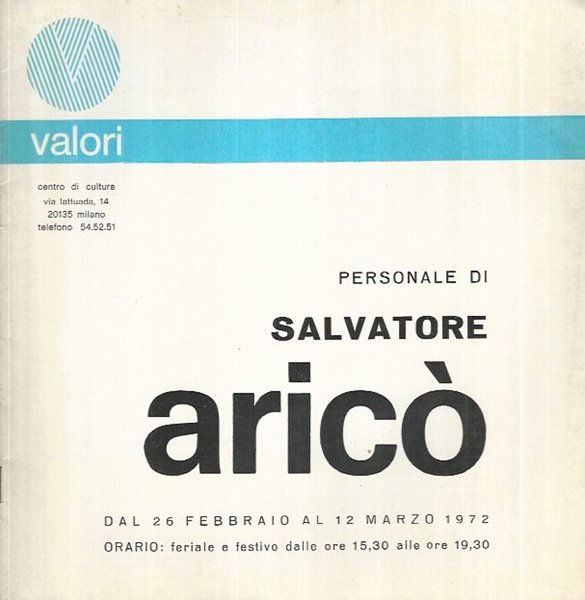 valori
centro di cultura
via lattuada, 14
20135 milano
telefono 54.52.51
PERSONALE DI
SALVATORE
aricò
DAL 26 FEBBRAIO AL 12 MARZO 1972
ORARIO: feriale e festivo dalle ore 15,30 alle ore 19,30